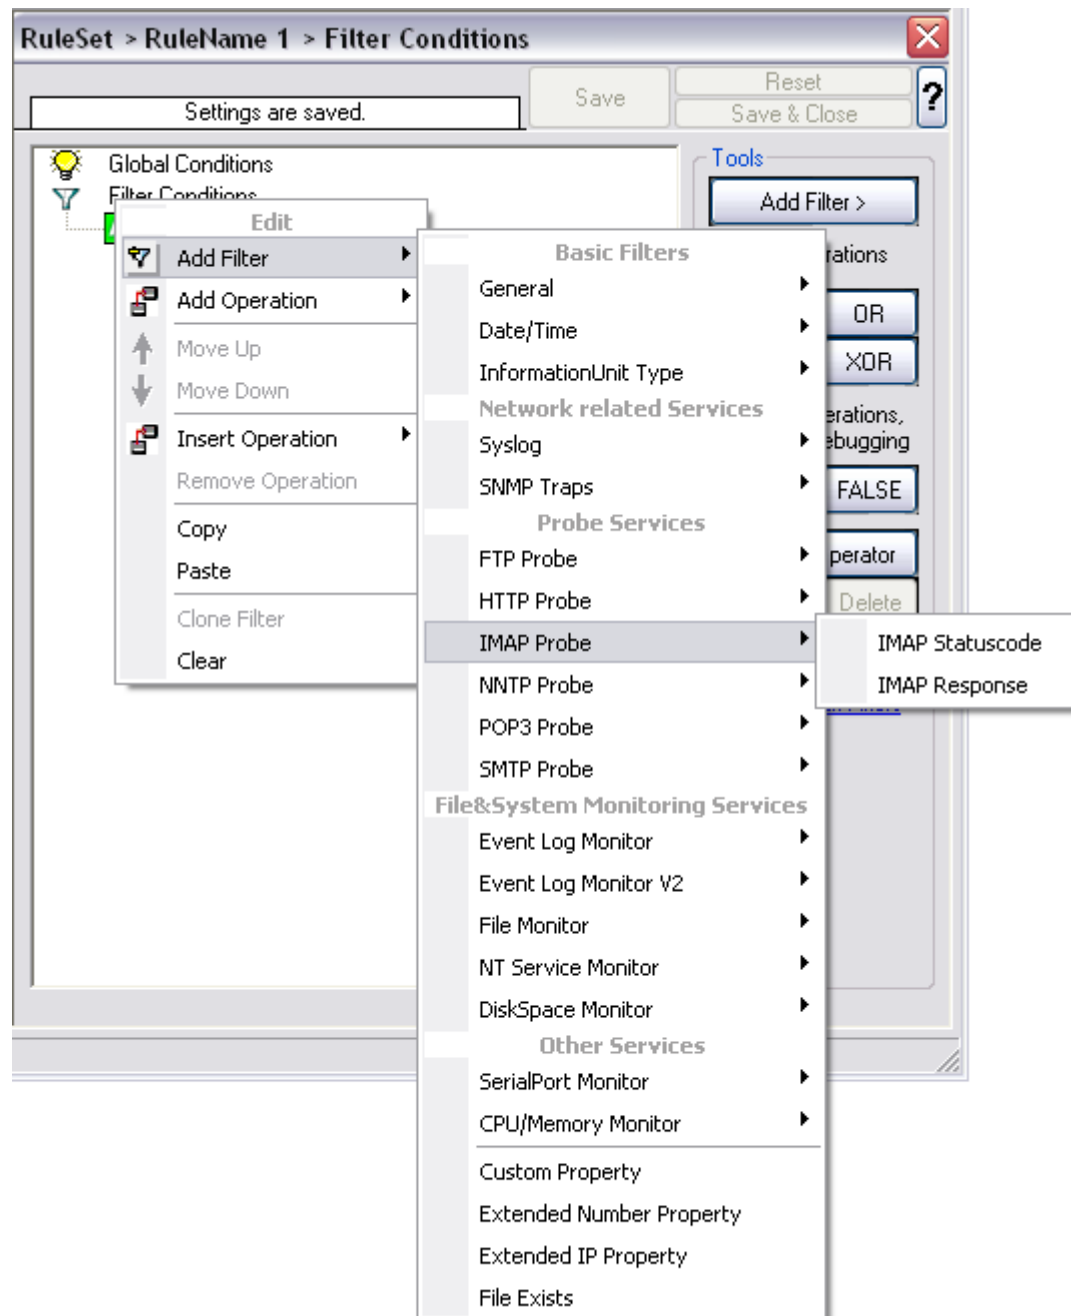 RuleSet > RuleName 1 > Filter Conditions
Settings are saved.
Save
Reset
Save & Close
?
Global Conditions
Filter Conditions
Tools
Add Filter >
OR
XOR
FALSE
Delete
Edit
Add Filter
Add Operation
Move Up
Move Down
Insert Operation
Remove Operation
Copy
Paste
Clone Filter
Clear
Basic Filters
General
Date/Time
InformationUnit Type
Network related Services
Syslog
SNMP Traps
Probe Services
FTP Probe
HTTP Probe
IMAP Probe
NNTP Probe
POP3 Probe
SMTP Probe
File&System Monitoring Services
Event Log Monitor
Event Log Monitor V2
File Monitor
NT Service Monitor
DiskSpace Monitor
Other Services
SerialPort Monitor
CPU/Memory Monitor
Custom Property
Extended Number Property
Extended IP Property
File Exists
IMAP Statuscode
IMAP Response